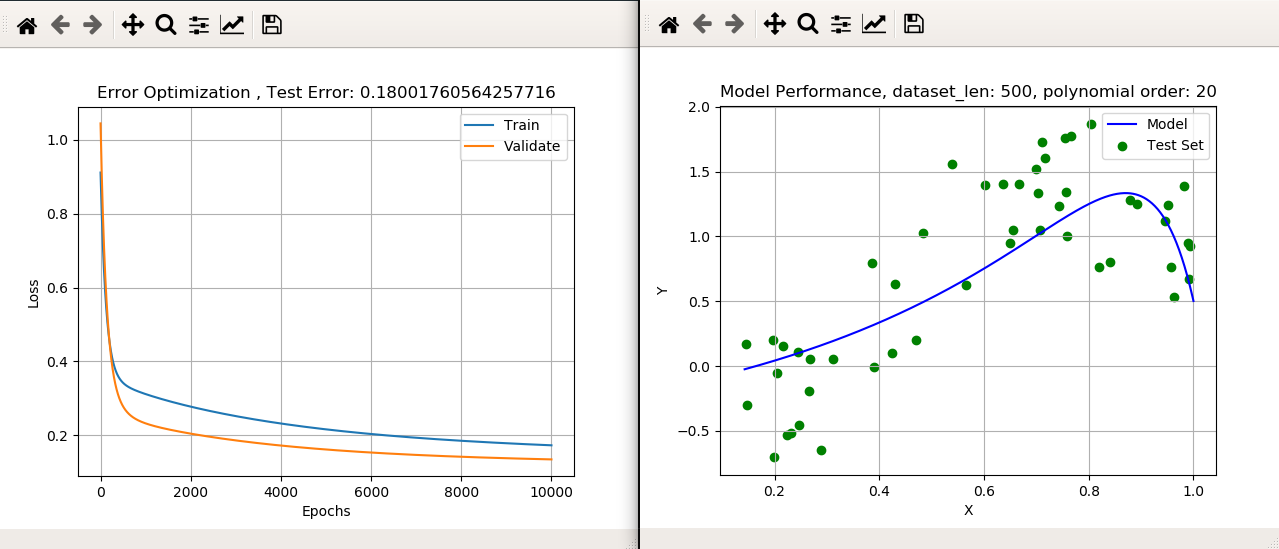 Error Optimization , Test Error: 0.18001760564257716
Train
Validate
1.0
0.8
0.6
0.4
0.2
Loss
0 2000 4000 6000 8000 10000
Epochs
Model Performance, dataset_len: 500, polynomial order: 20
Model
Test Set
2.0
1.5
1.0
0.5
0.0
−0.5
Y
0.2 0.4 0.6 0.8 1.0
X